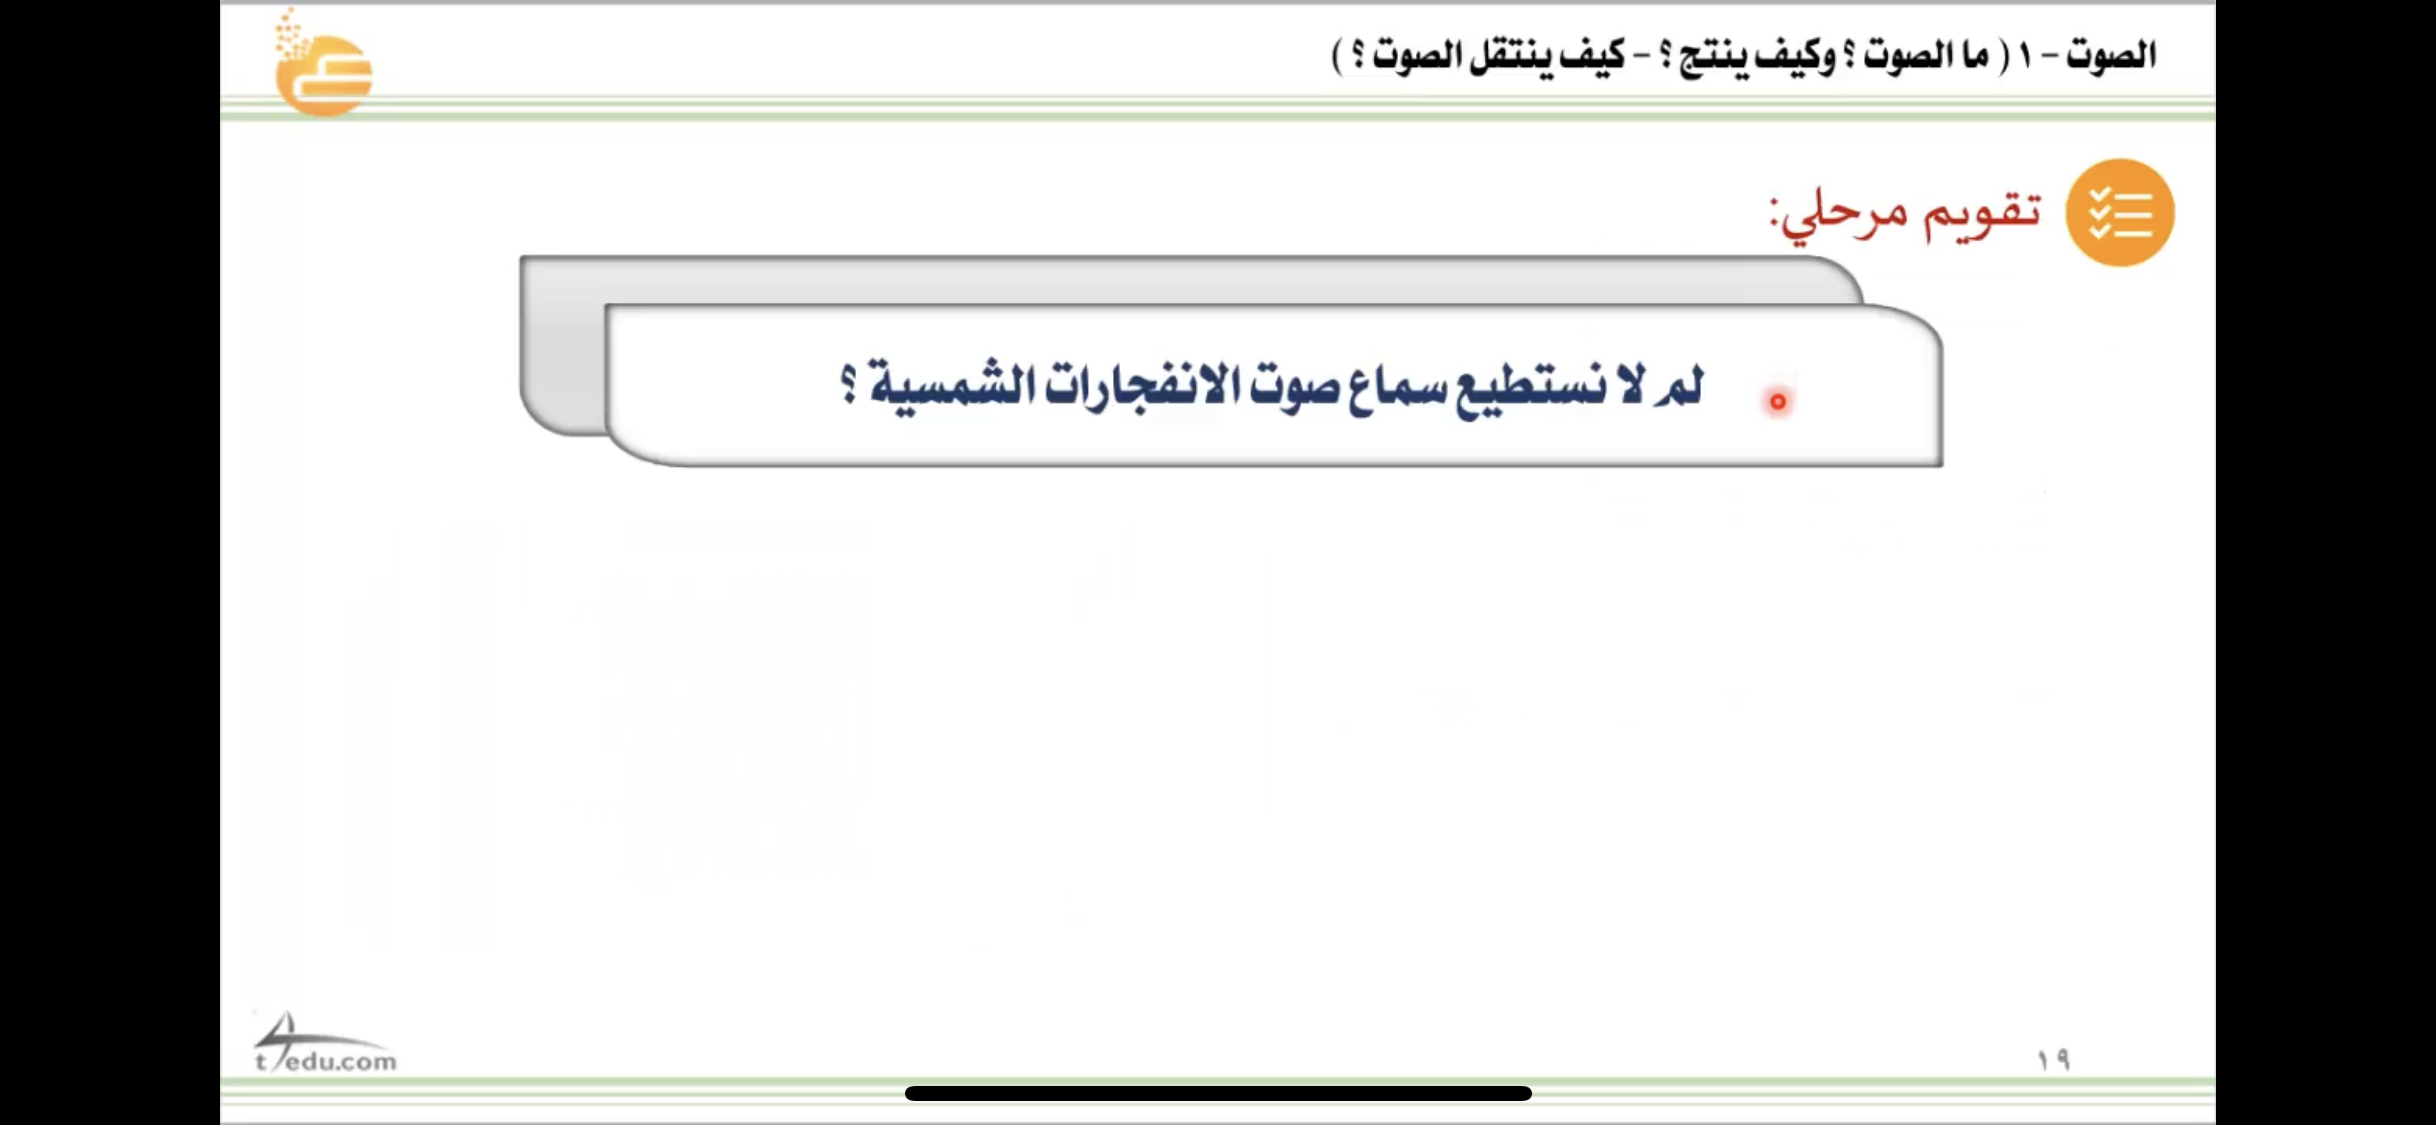 الصوت – ١ ( ما الصوت ؟ وكيف ينتج ؟ – كيف ينتقل الصوت ؟ )
تقويم مرحلي:
لم لا نستطيع سماع صوت الانفجارات الشمسية ؟
t4edu.com
١٩